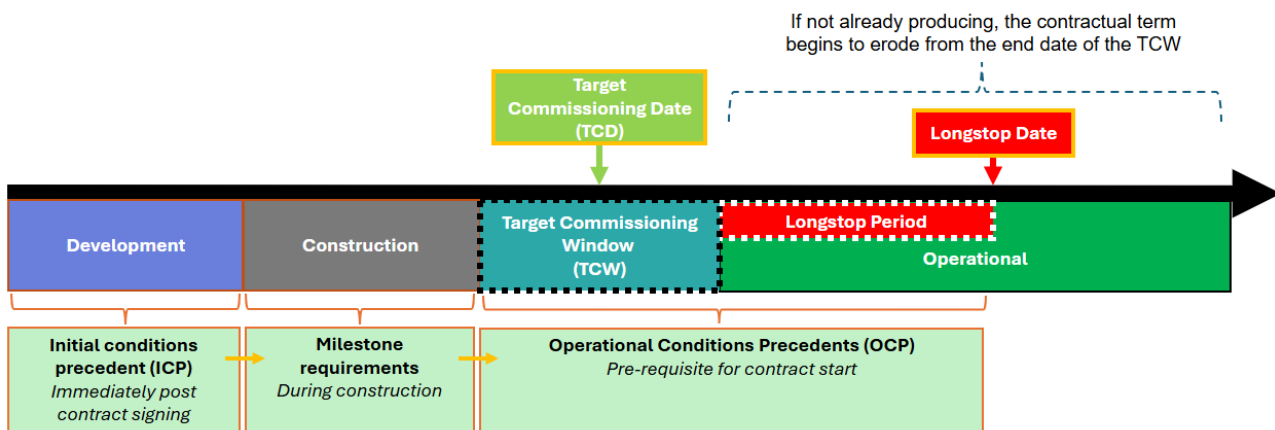 If not already producing, the contractual term
begins to erode from the end date of the TCW
Target
Commissioning Date
(TCD)
Longstop Date
Development
Construction
Target Commissioning
Window
(TCW)
Longstop Period
Operational
Initial conditions
precedent (ICP)
Immediately post
contract signing
Milestone
requirements
During construction
Operational Conditions Precedents (OCP)
Pre-requisite for contract start